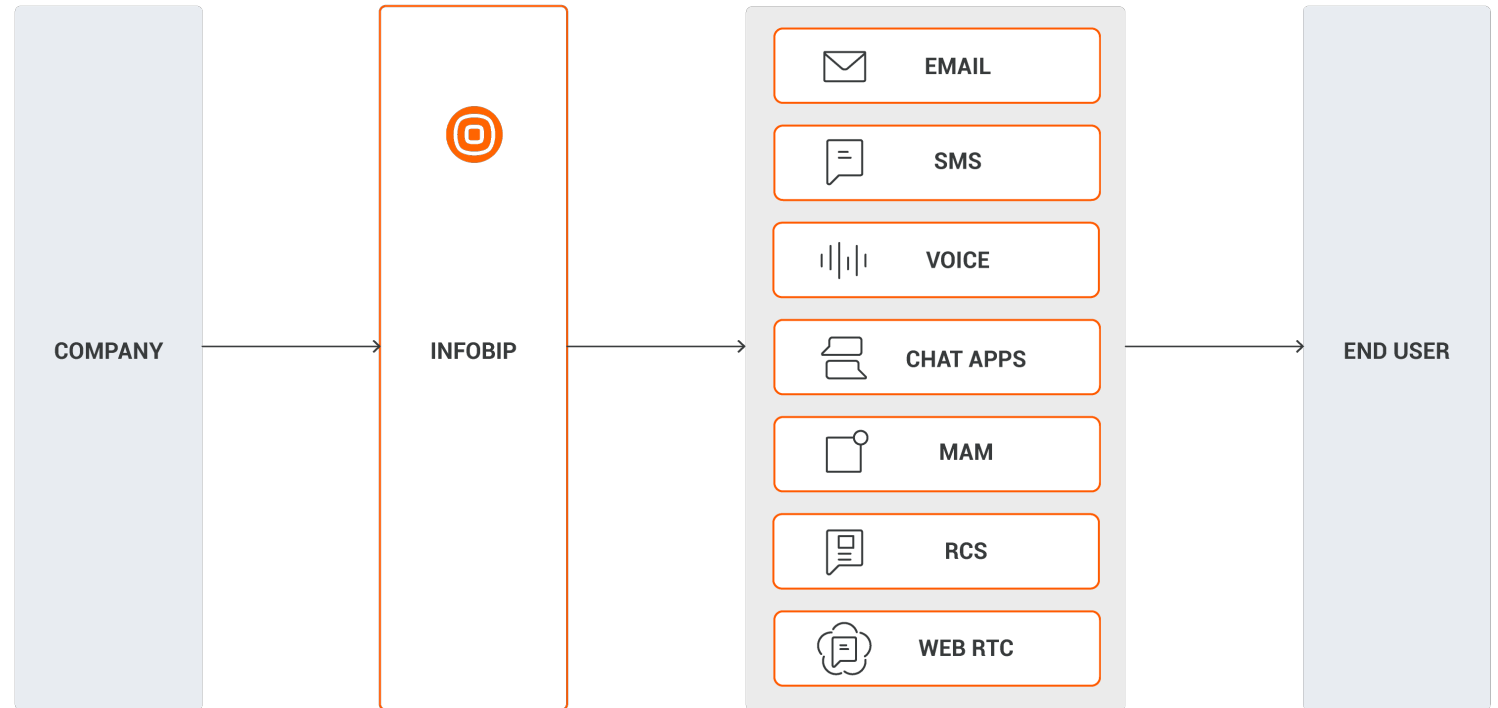 COMPANY
INFOBIP
EMAIL
SMS
VOICE
CHAT APPS
MAM
RCS
WEB RTC
END USER